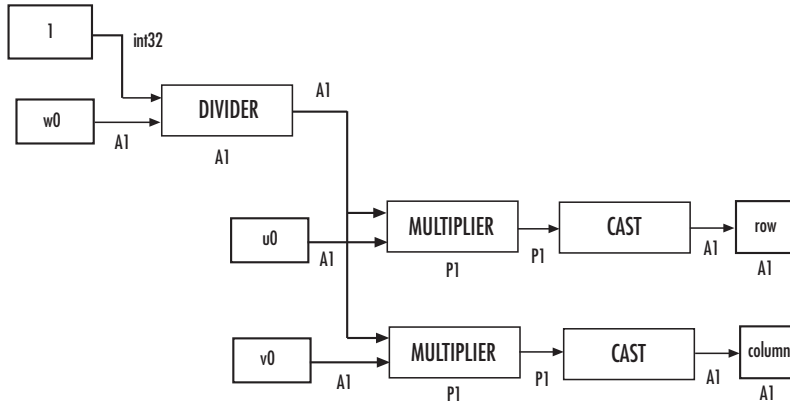 1
int32
w0
A1
DIVIDER
A1
A1
u0
A1
MULTIPLIER
P1
P1
CAST
A1
row
A1
v0
A1
MULTIPLIER
P1
P1
CAST
A1
column
A1